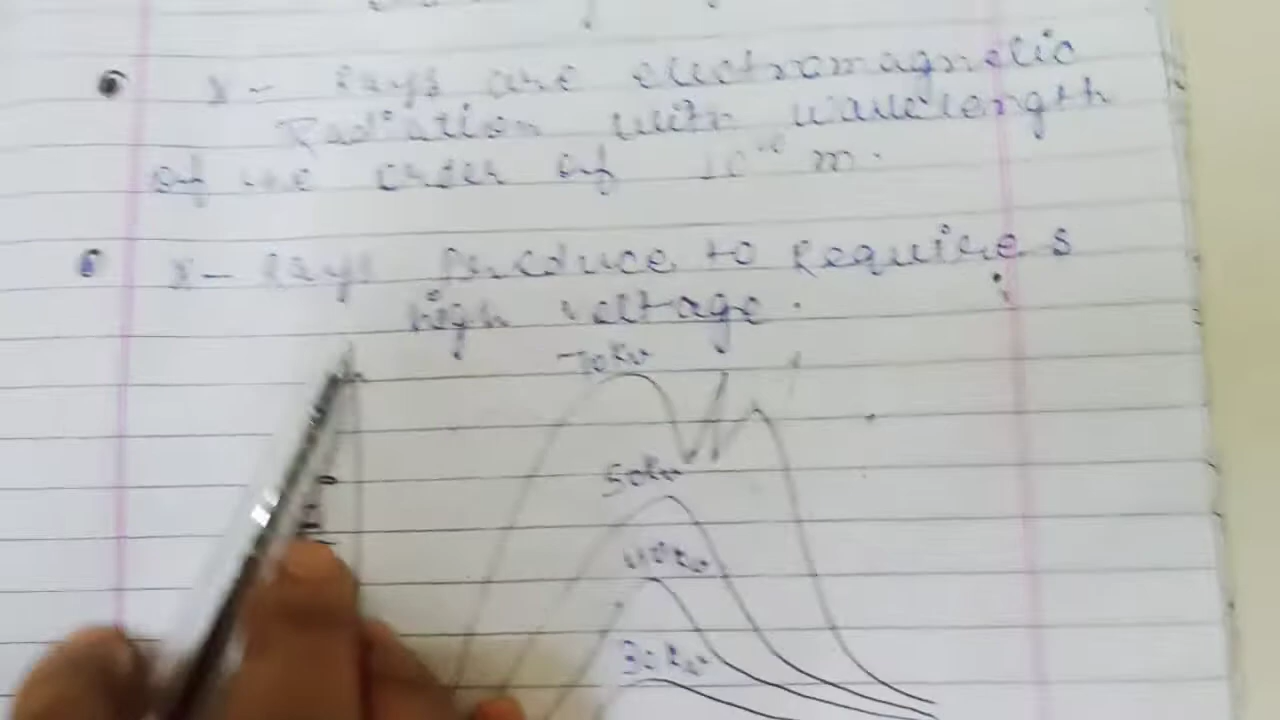 X- Rays are electromagnetic
Radiation with wavelength
of the order of 10 m.
X- Rays Produce to Requires
high voltage.
70kv
50kv
40kv
30kv